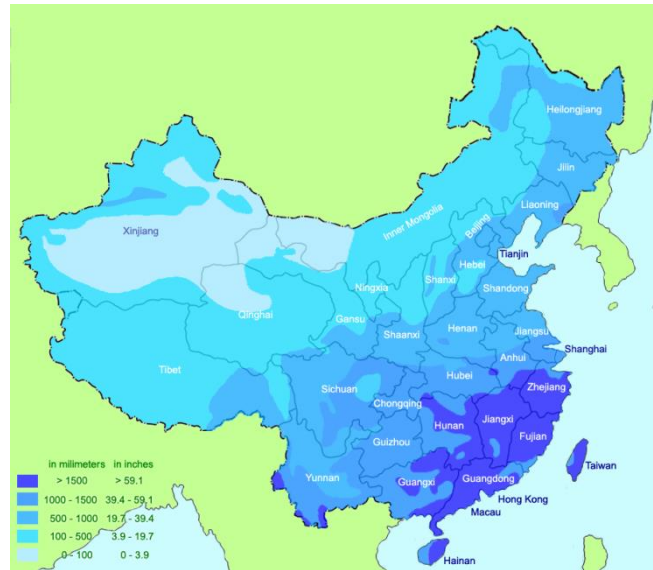 Heilongjiang
Jilin
Liaoning
Inner Mongolia
Beijing
Tianjin
Xinjiang
Hebei
Shanxi
Ningxia
Shandong
Qinghai
Gansu
Shaanxi
Henan
Jiangsu
Shanghai
Anhui
Tibet
Hubei
Zhejiang
Sichuan
Chongqing
Hunan
Jiangxi
Fujian
Guizhou
Taiwan
Yunnan
Guangxi
Guangdong
Hong Kong
Macau
Hainan
in milimeters in inches
> 1500 > 59.1
1000 - 1500 39.4 - 59.1
500 - 1000 19.7 - 39.4
100 - 500 3.9 - 19.7
0 - 100 0 - 3.9